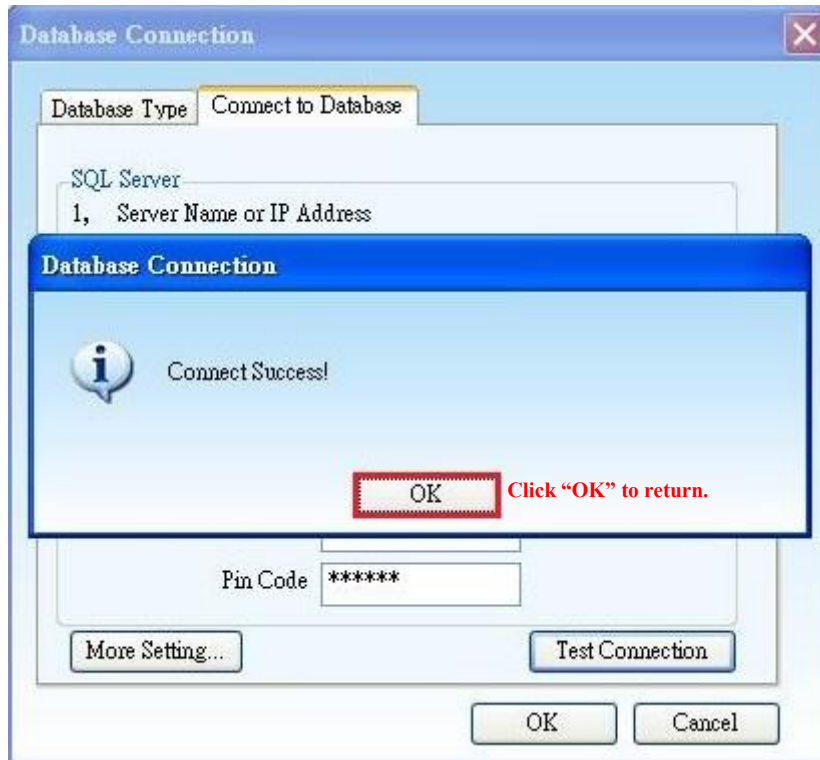 Database Connection
Database Type Connect to Database
SQL Server
1, Server Name or IP Address
Database Connection
Connect Success!
OK Click “OK” to return.
Pin Code ******
More Setting... Test Connection
OK Cancel